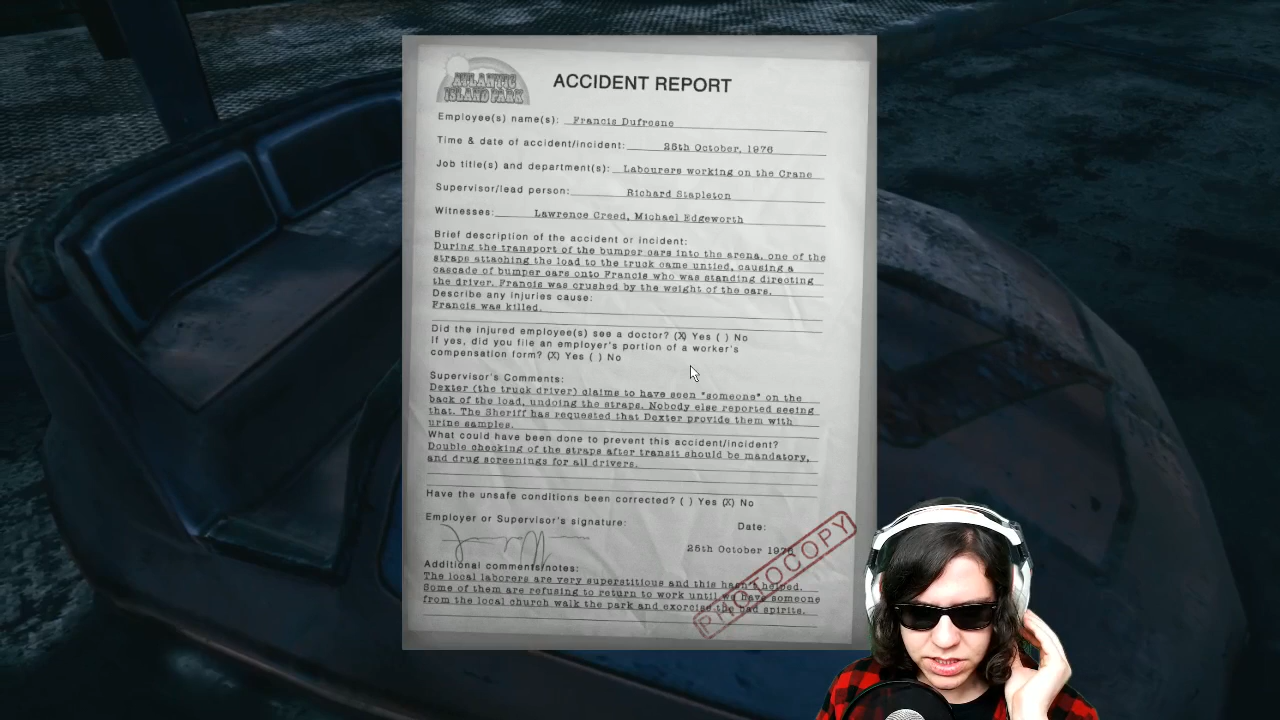 ATLANTIC
ISLAND PARK
ACCIDENT REPORT
Employee(s) name(s): Francis Dufresne
Time & date of accident/incident: 25th October, 1976
Job title(s) and department(s): Labourers working on the Crane
Supervisor/lead person: Richard Stapleton
Witnesses: Lawrence Creed, Michael Edgeworth
Brief description of the accident or incident:
During the transport of the bumper cars into the arena, one of the
straps attaching the load to the truck came untied, causing a
cascade of bumper cars onto Francis who was standing directing
the driver. Francis was crushed by the weight of the cars.
Describe any injuries cause:
Francis was killed.
Did the injured employee(s) see a doctor? (X) Yes ( ) No
If yes, did you file an employer's portion of a worker's
compensation form? (X) Yes ( ) No
Supervisor's Comments:
Dexter (the truck driver) claims to have seen "someone" on the
back of the load, undoing the straps. Nobody else reported seeing
that. The Sheriff has requested that Dexter provide them with
urine samples.
What could have been done to prevent this accident/incident?
Double checking of the straps after transit should be mandatory,
and drug screenings for all drivers.
Have the unsafe conditions been corrected? ( ) Yes (X) No
Employer or Supervisor's signature:
Date:
25th October 1976
Additional comments/notes:
The local laborers are very superstitious and this hasn't helped.
Some of them are refusing to return to work until we have someone
from the local church walk the park and exorcise the bad spirits.
PHOTOCOPY